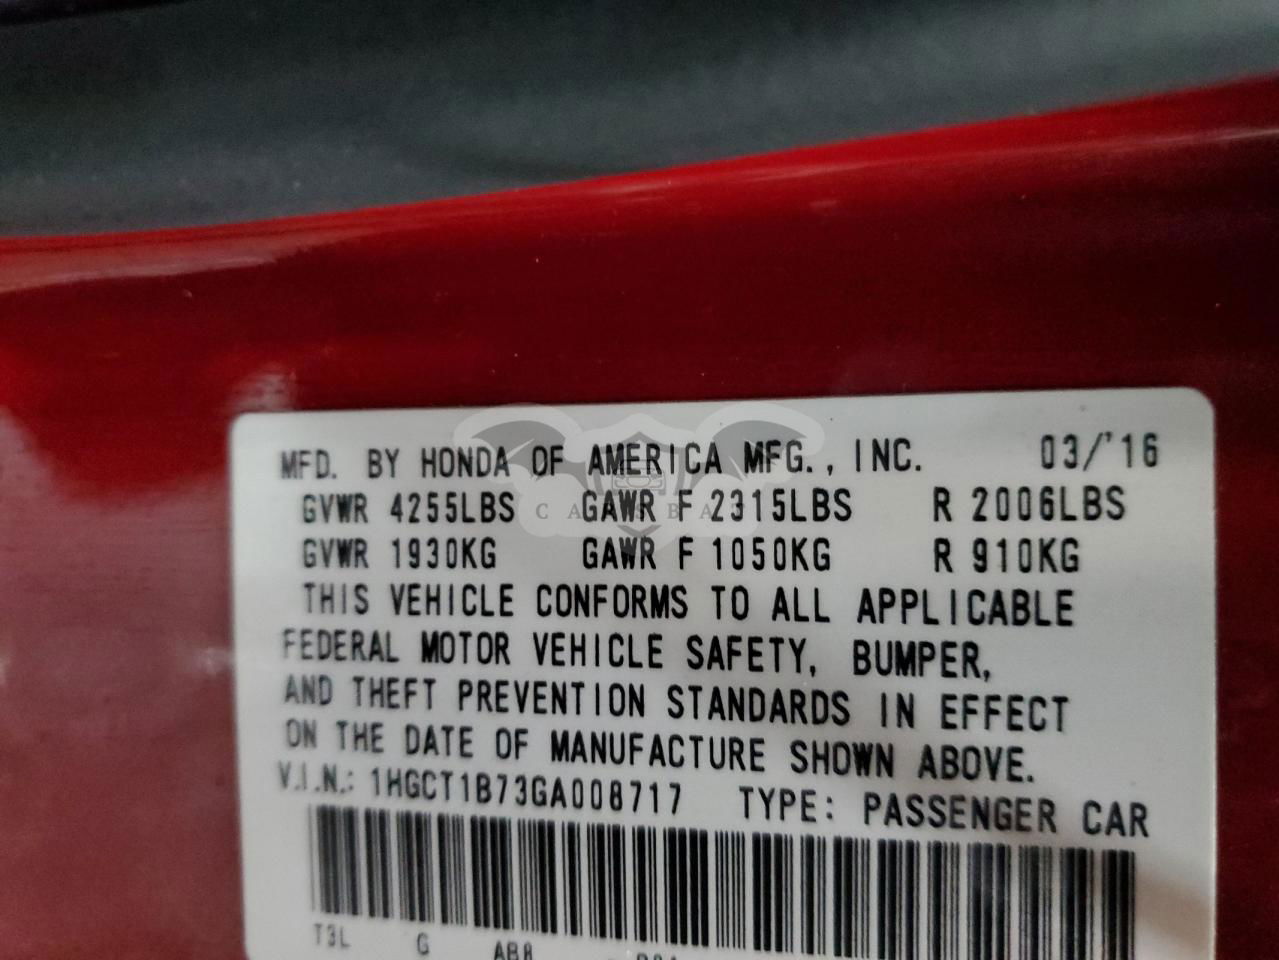 MFD. BY HONDA OF AMERICA MFG., INC. 03/'16
GVWR 4255LBS GAWR F 2315LBS R 2006LBS
GVWR 1930KG GAWR F 1050KG R 910KG
THIS VEHICLE CONFORMS TO ALL APPLICABLE
FEDERAL MOTOR VEHICLE SAFETY, BUMPER,
AND THEFT PREVENTION STANDARDS IN EFFECT
ON THE DATE OF MANUFACTURE SHOWN ABOVE.
V.I.N.: 1HGCT1B73GA008717 TYPE: PASSENGER CAR
T3L G AB8